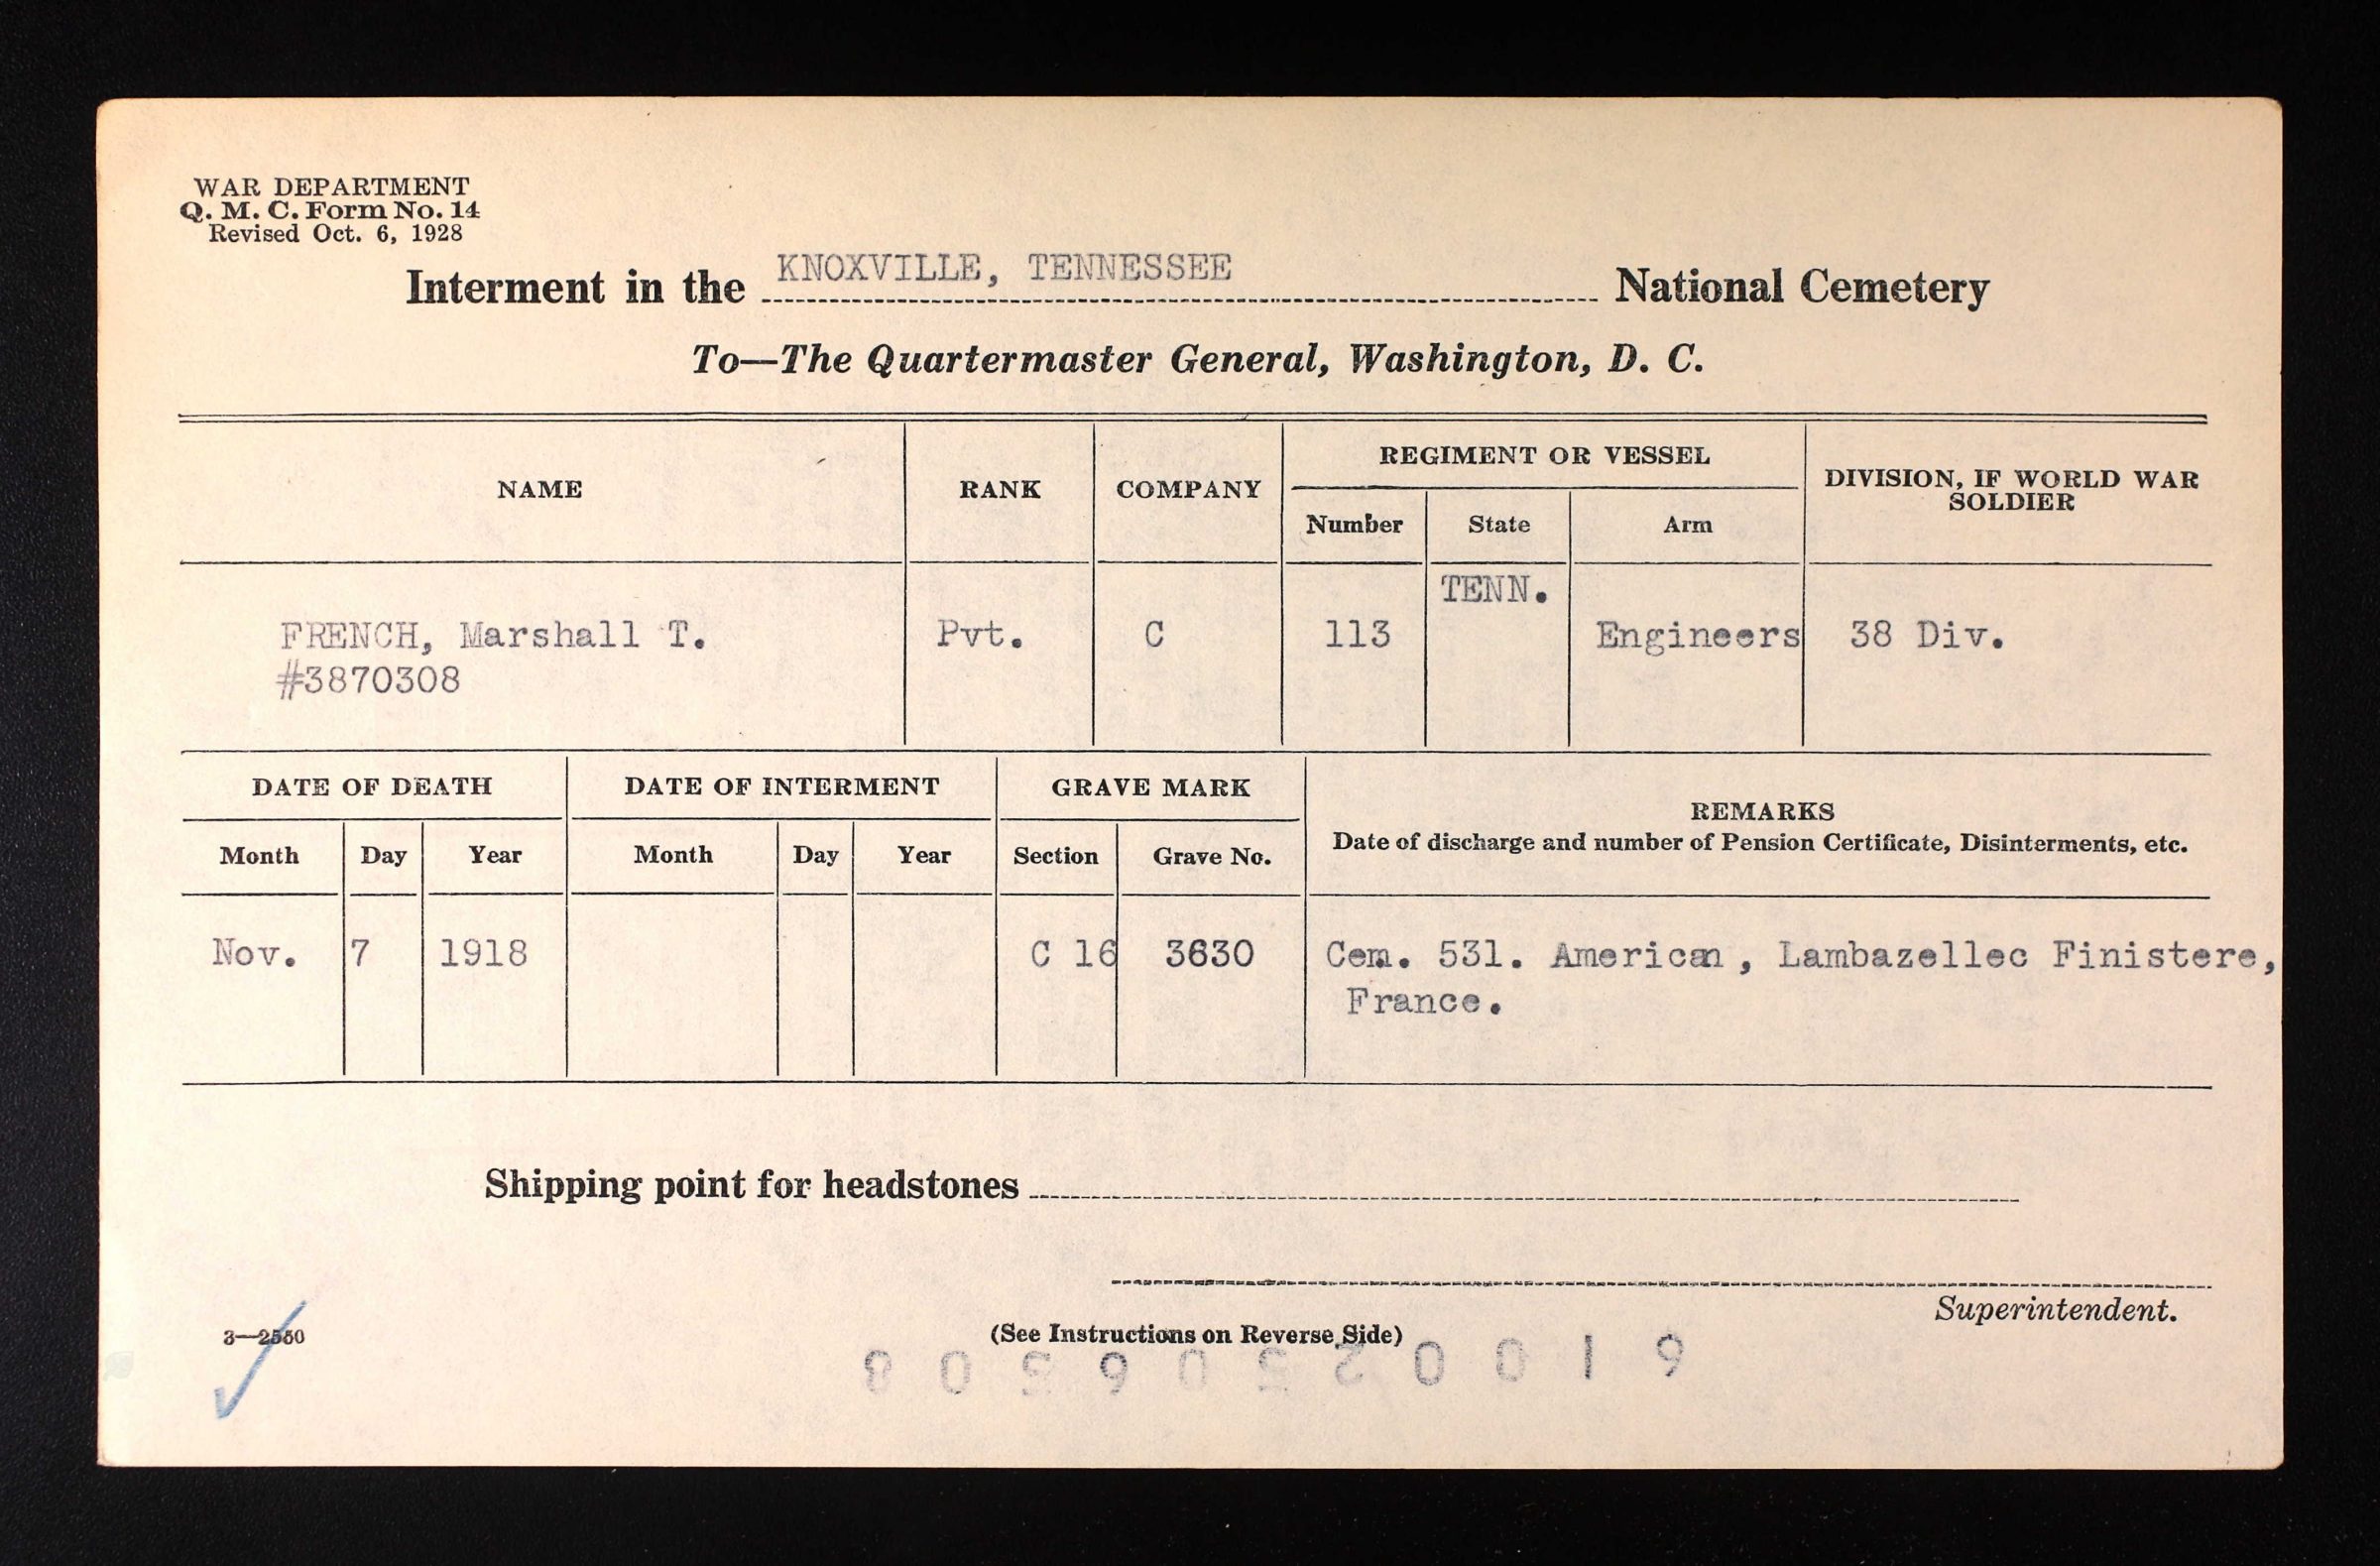 WAR DEPARTMENT
Q. M. C. Form No. 14
Revised Oct. 6, 1928
Interment in the KNOXVILLE, TENNESSEE National Cemetery
To—The Quartermaster General, Washington, D. C.
NAME RANK COMPANY REGIMENT OR VESSEL DIVISION, IF WORLD WAR SOLDIER
Number State Arm
TENN.
FRENCH, Marshall T. Pvt. C 113 Engineers 38 Div.
#3870308
DATE OF DEATH DATE OF INTERMENT GRAVE MARK REMARKS
Date of discharge and number of Pension Certificate, Disinterments, etc.
Month Day Year Month Day Year Section Grave No.
Nov. 7 1918 C 16 3630 Cem. 531. American, Lambazellec Finistere,
France.
Shipping point for headstones
Superintendent.
3—2550 (See Instructions on Reverse Side)